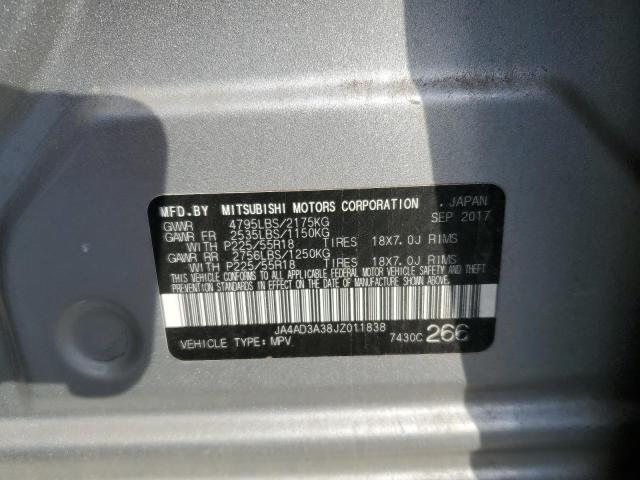 MFD.BY MITSUBISHI MOTORS CORPORATION , JAPAN
GVWR 4795LBS/2175KG SEP 2017
GAWR FR 2535LBS/1150KG
WITH P225/55R18 TIRES 18X7.0J RIMS
GAWR RR 2756LBS/1250KG
WITH P225/55R18 TIRES 18X7.0J RIMS
THIS VEHICLE CONFORMS TO ALL APPLICABLE FEDERAL MOTOR VEHICLE SAFETY AND THEFT
PREVENTION STANDARDS IN EFFECT ON THE DATE OF MANUFACTURE SHOWN ABOVE.
JA4AD3A38JZ011838
VEHICLE TYPE: MPV 7430C 266